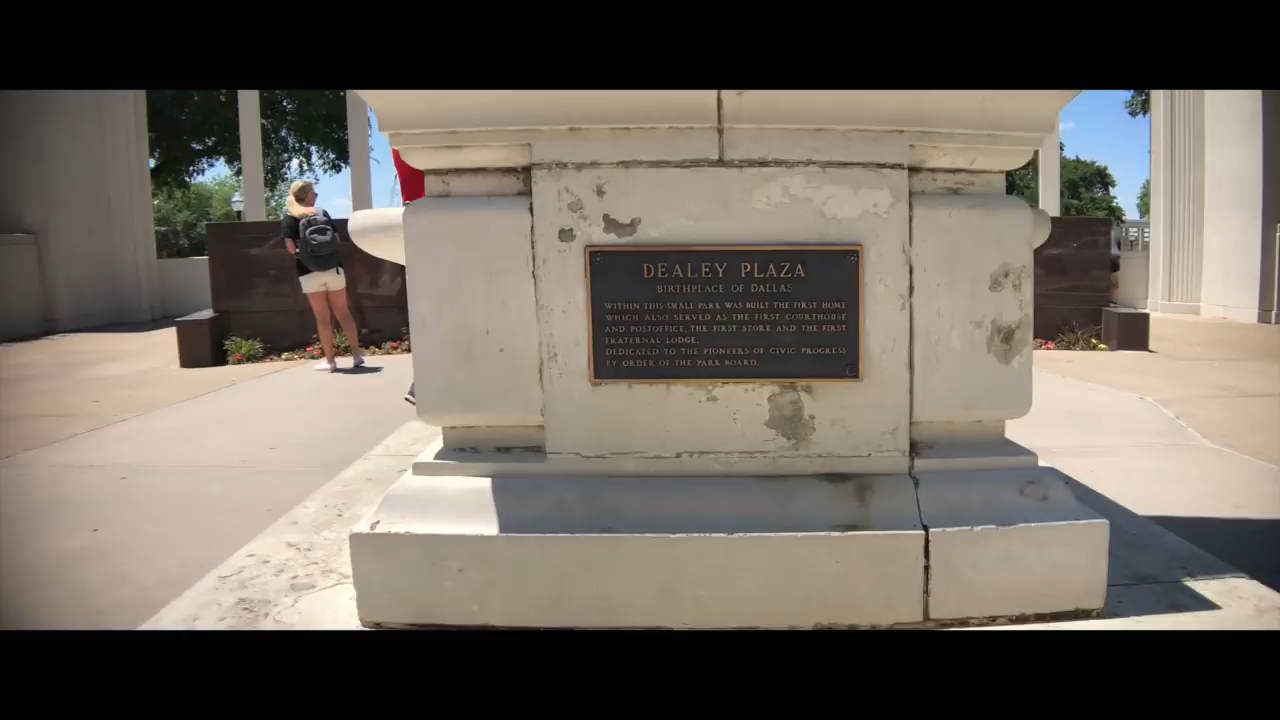 DEALEY PLAZA
BIRTHPLACE OF DALLAS
WITHIN THIS SMALL PARK WAS BUILT THE FIRST HOME
WHICH ALSO SERVED AS THE FIRST COURTHOUSE
AND POSTOFFICE, THE FIRST STORE AND THE FIRST
FRATERNAL LODGE.
DEDICATED TO THE PIONEERS OF CIVIC PROGRESS
BY ORDER OF THE PARK BOARD.